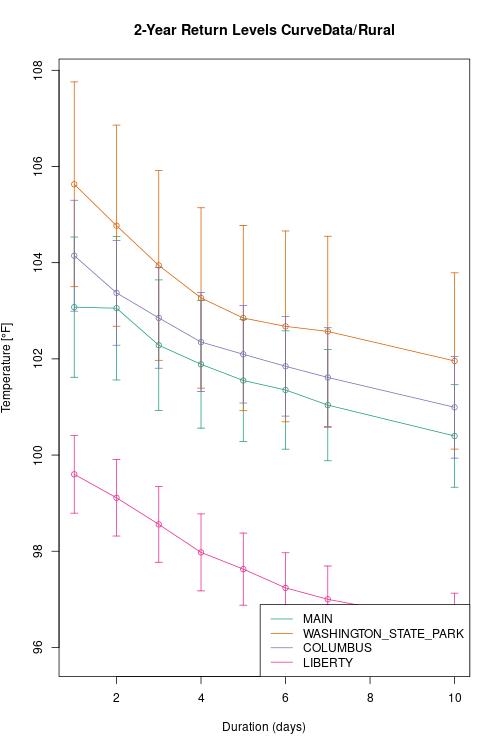 2-Year Return Levels CurveData/Rural
108
106
104
102
100
98
96
Temperature [°F]
MAIN
WASHINGTON_STATE_PARK
COLUMBUS
LIBERTY
2
4
6
8
10
Duration (days)